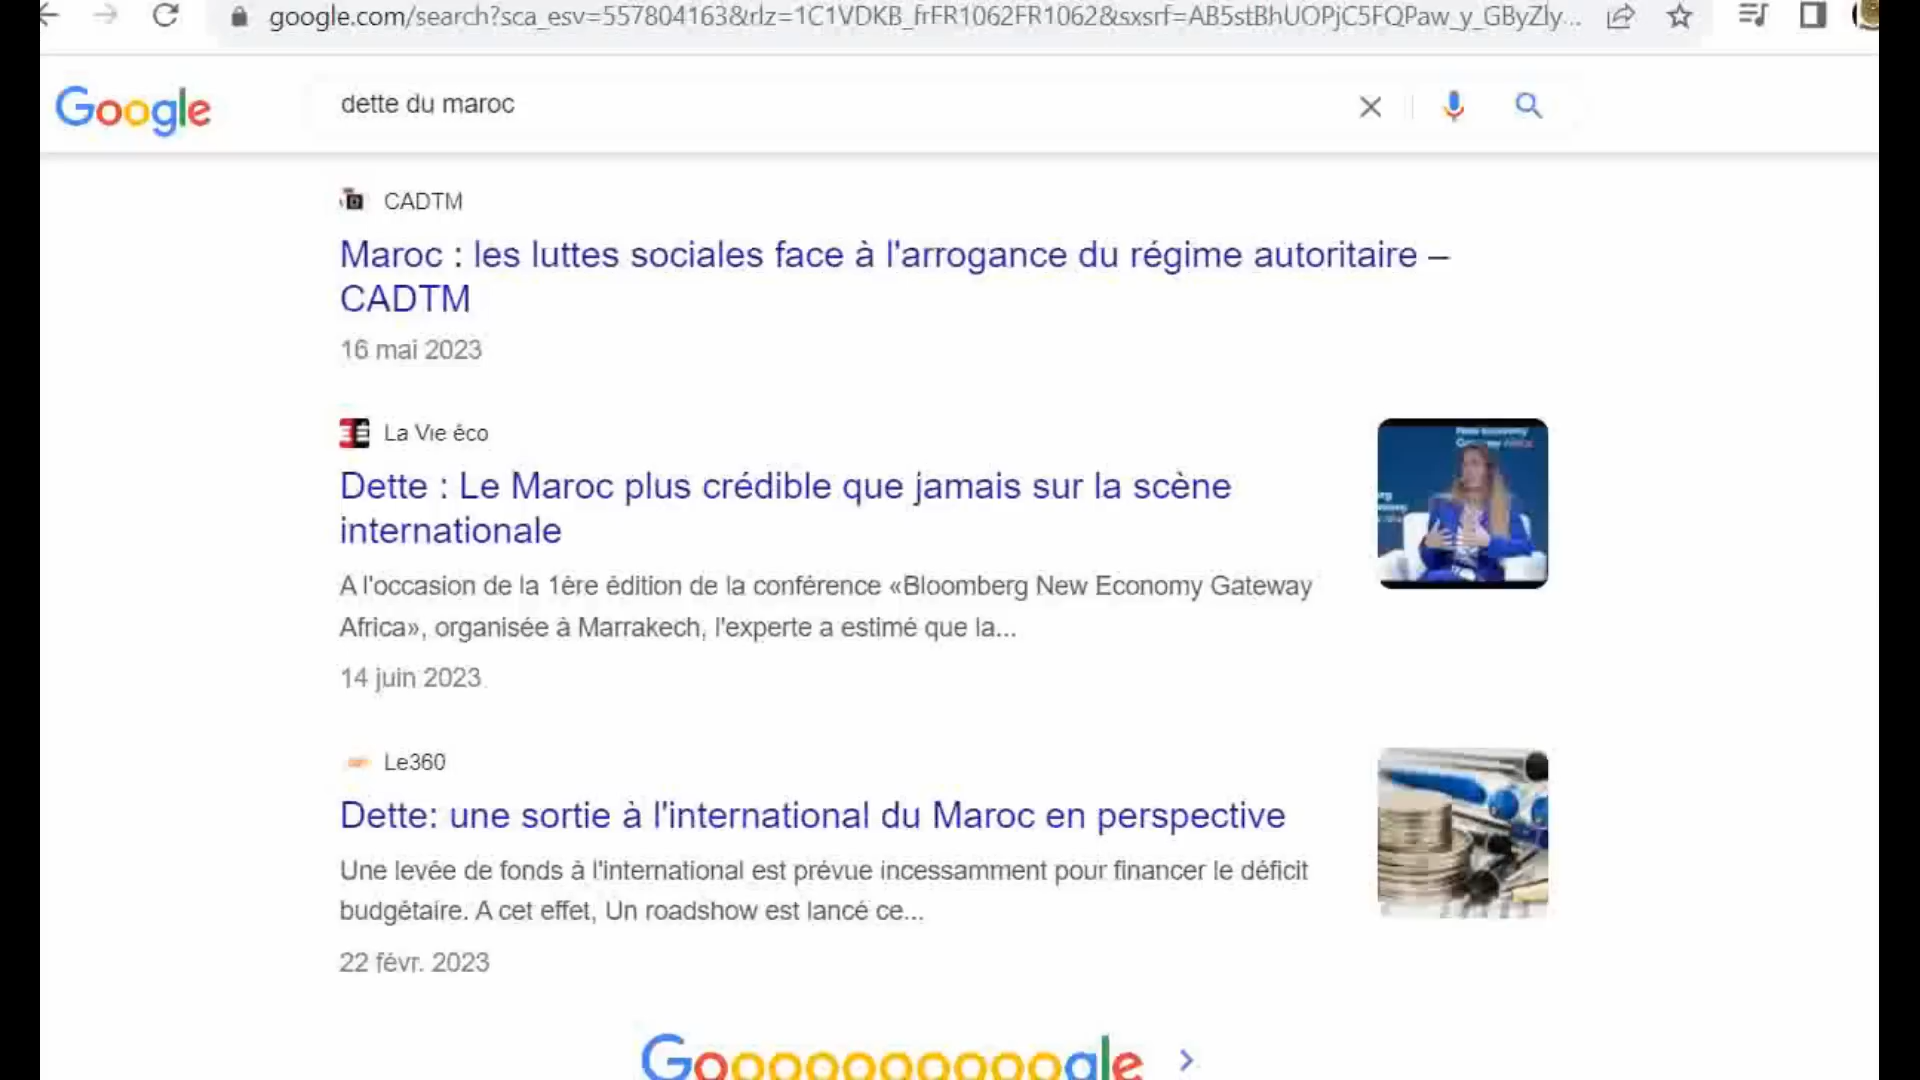 google.com/search?sca_esv=557804163&rlz=1C1VDKB_frFR1062FR1062&sxsrf=AB5stBhUOPjC5FQPaw_y_GByZly...
Google
dette du maroc
CADTM
Maroc : les luttes sociales face à l'arrogance du régime autoritaire –
CADTM
16 mai 2023
La Vie éco
Dette : Le Maroc plus crédible que jamais sur la scène
internationale
A l'occasion de la 1ère édition de la conférence «Bloomberg New Economy Gateway
Africa», organisée à Marrakech, l'experte a estimé que la...
14 juin 2023
Le360
Dette: une sortie à l'international du Maroc en perspective
Une levée de fonds à l'international est prévue incessamment pour financer le déficit
budgétaire. A cet effet, Un roadshow est lancé ce...
22 févr. 2023
Goooooooooogle